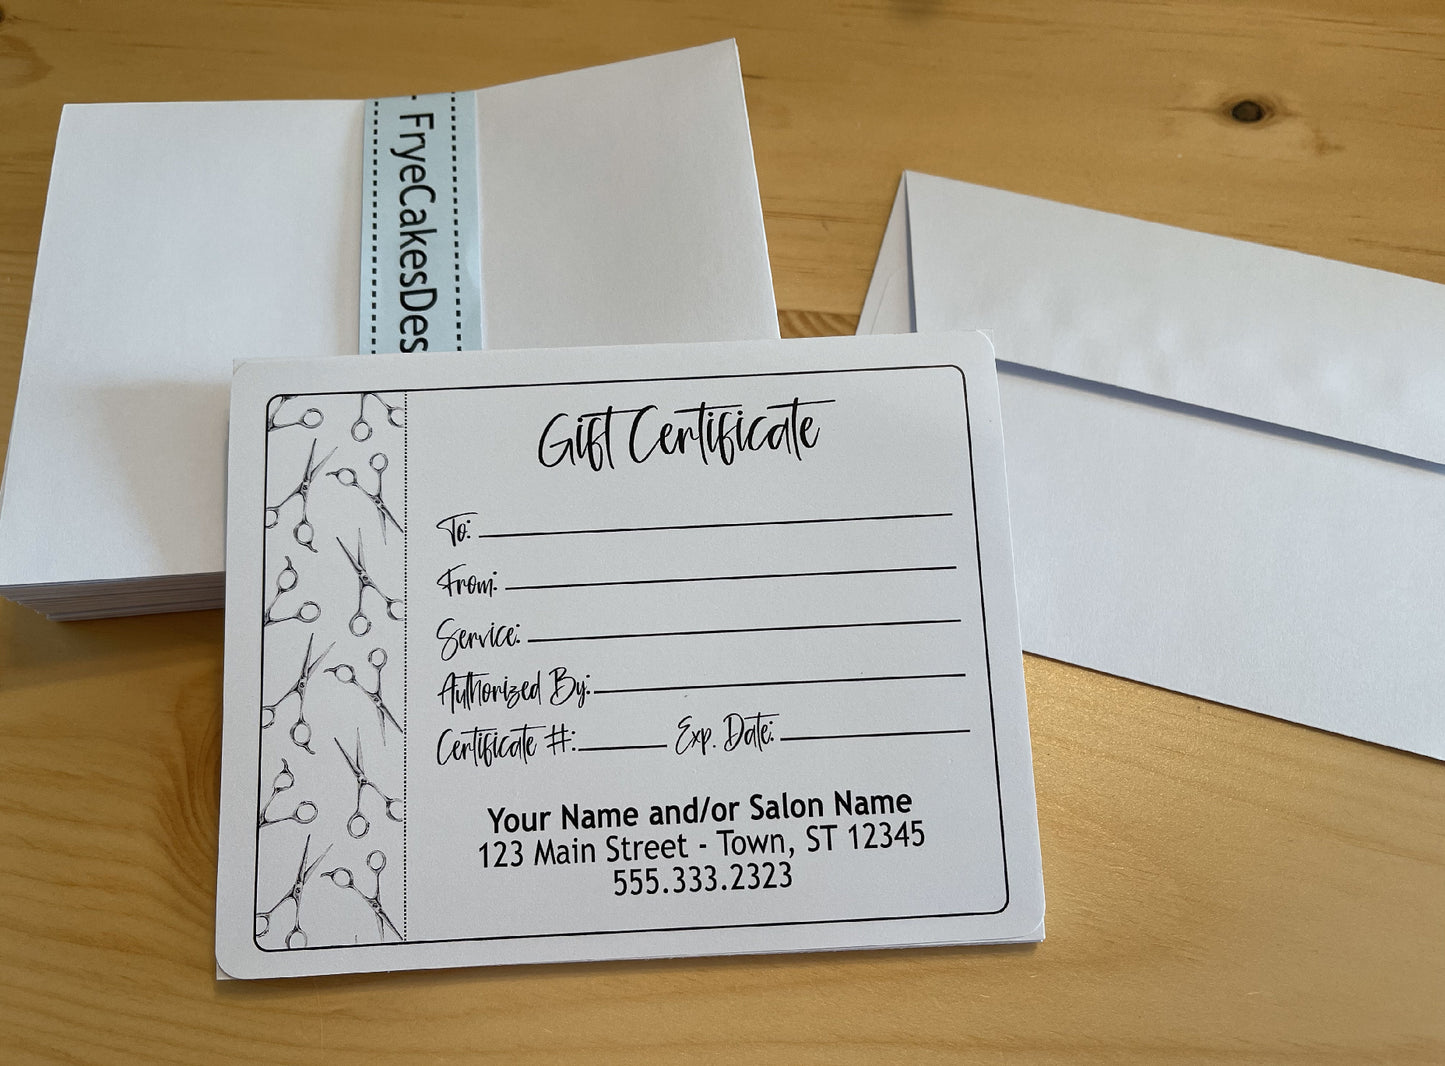 - FryeCakesDes
Gift Certificate
To:
From:
Service:
Authorized By:
Certificate #: Exp. Date:
Your Name and/or Salon Name
123 Main Street - Town, ST 12345
555.333.2323